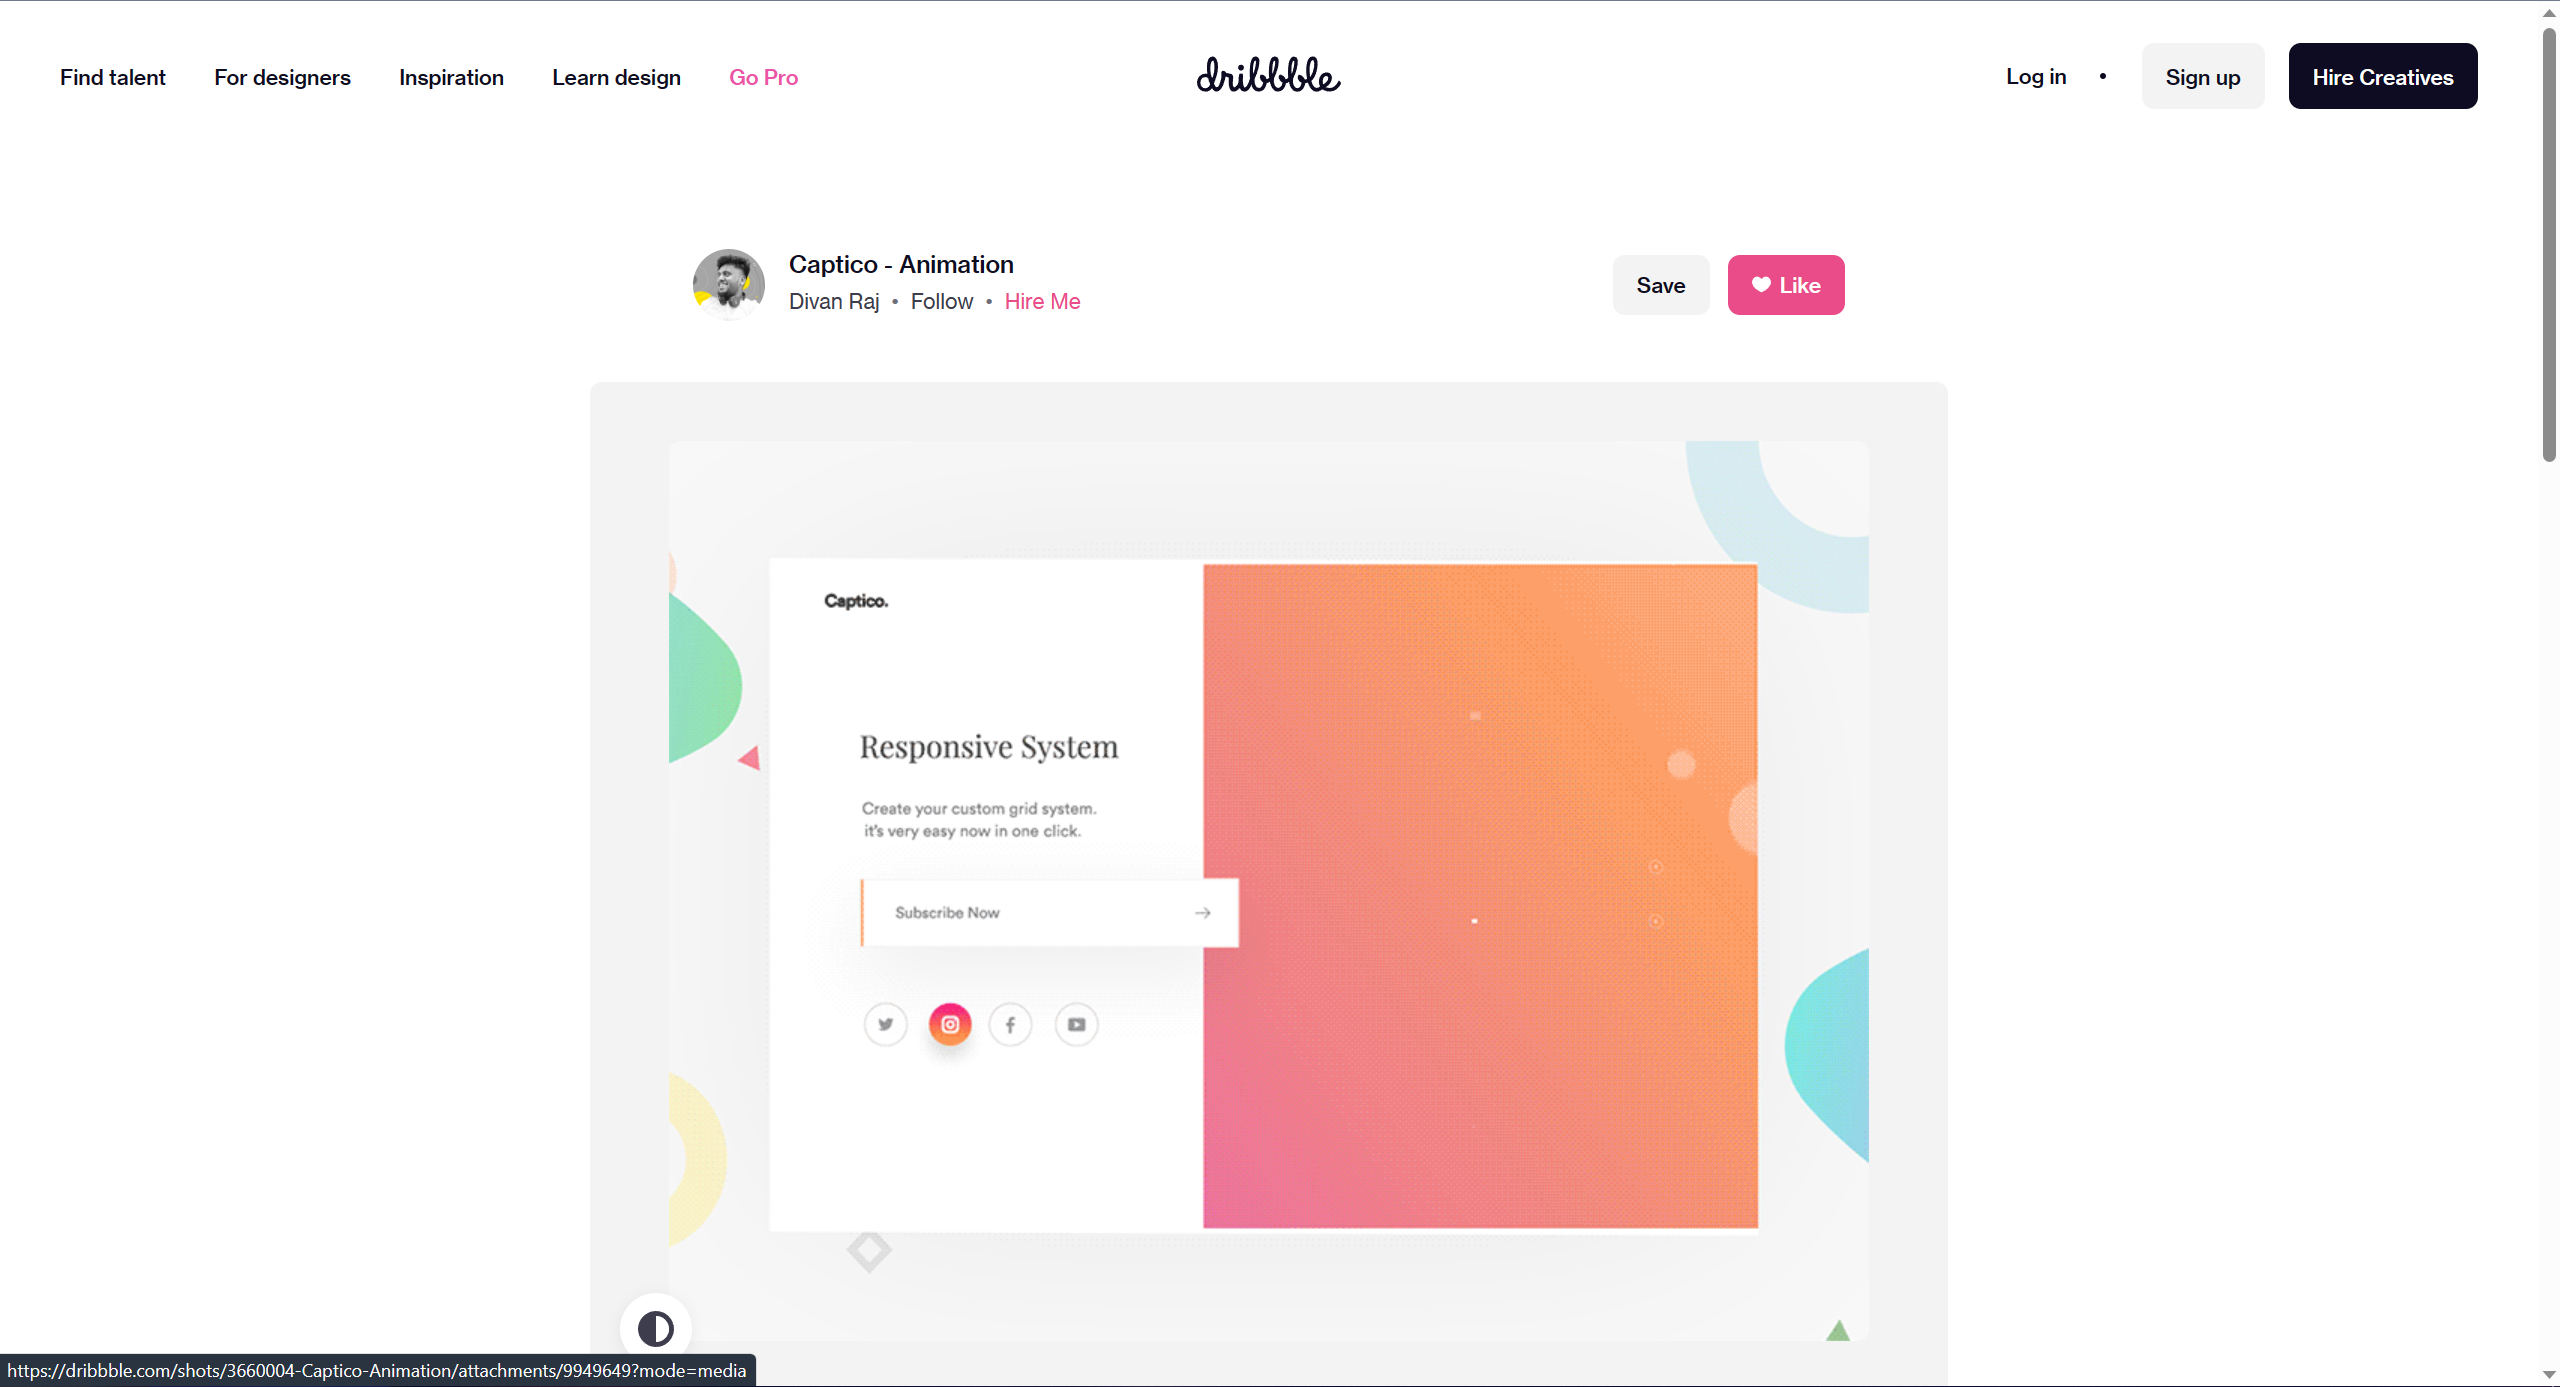 Find talent
For designers
Inspiration
Learn design
Go Pro
dribbble
Log in •
Sign up
Hire Creatives
Captico - Animation
Divan Raj • Follow • Hire Me
Save
Like
Captico.
Responsive System
Create your custom grid system.
it's very easy now in one click.
Subscribe Now
https://dribbble.com/shots/3660004-Captico-Animation/attachments/9949649?mode=media